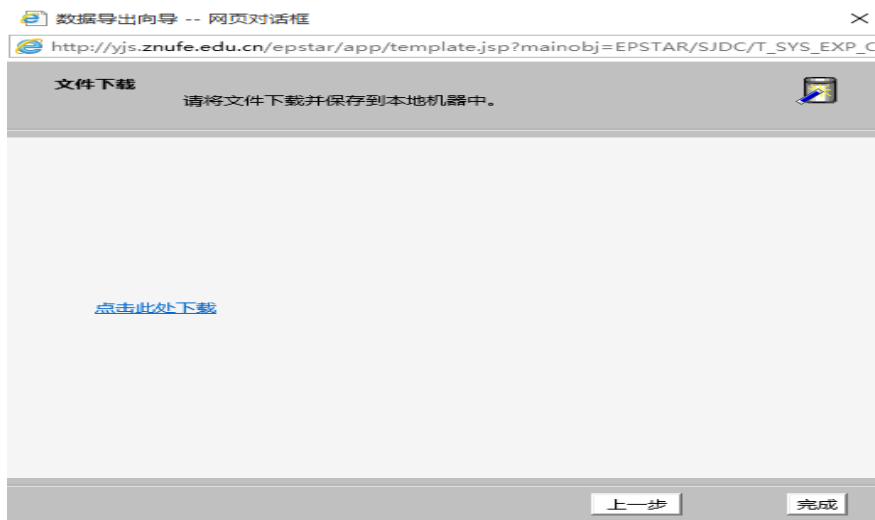 数据导出向导 -- 网页对话框
http://yjs.znufe.edu.cn/epstar/app/template.jsp?mainobj=EPSTAR/SJDC/T_SYS_EXP_C
文件下载
请将文件下载并保存到本地机器中。
点击此处下载
上一步
完成